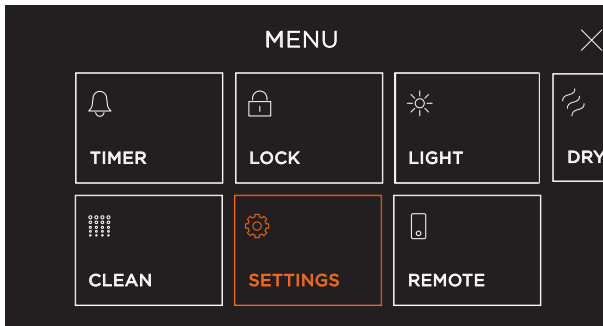 MENU
TIMER
LOCK
LIGHT
DRY
CLEAN
SETTINGS
REMOTE